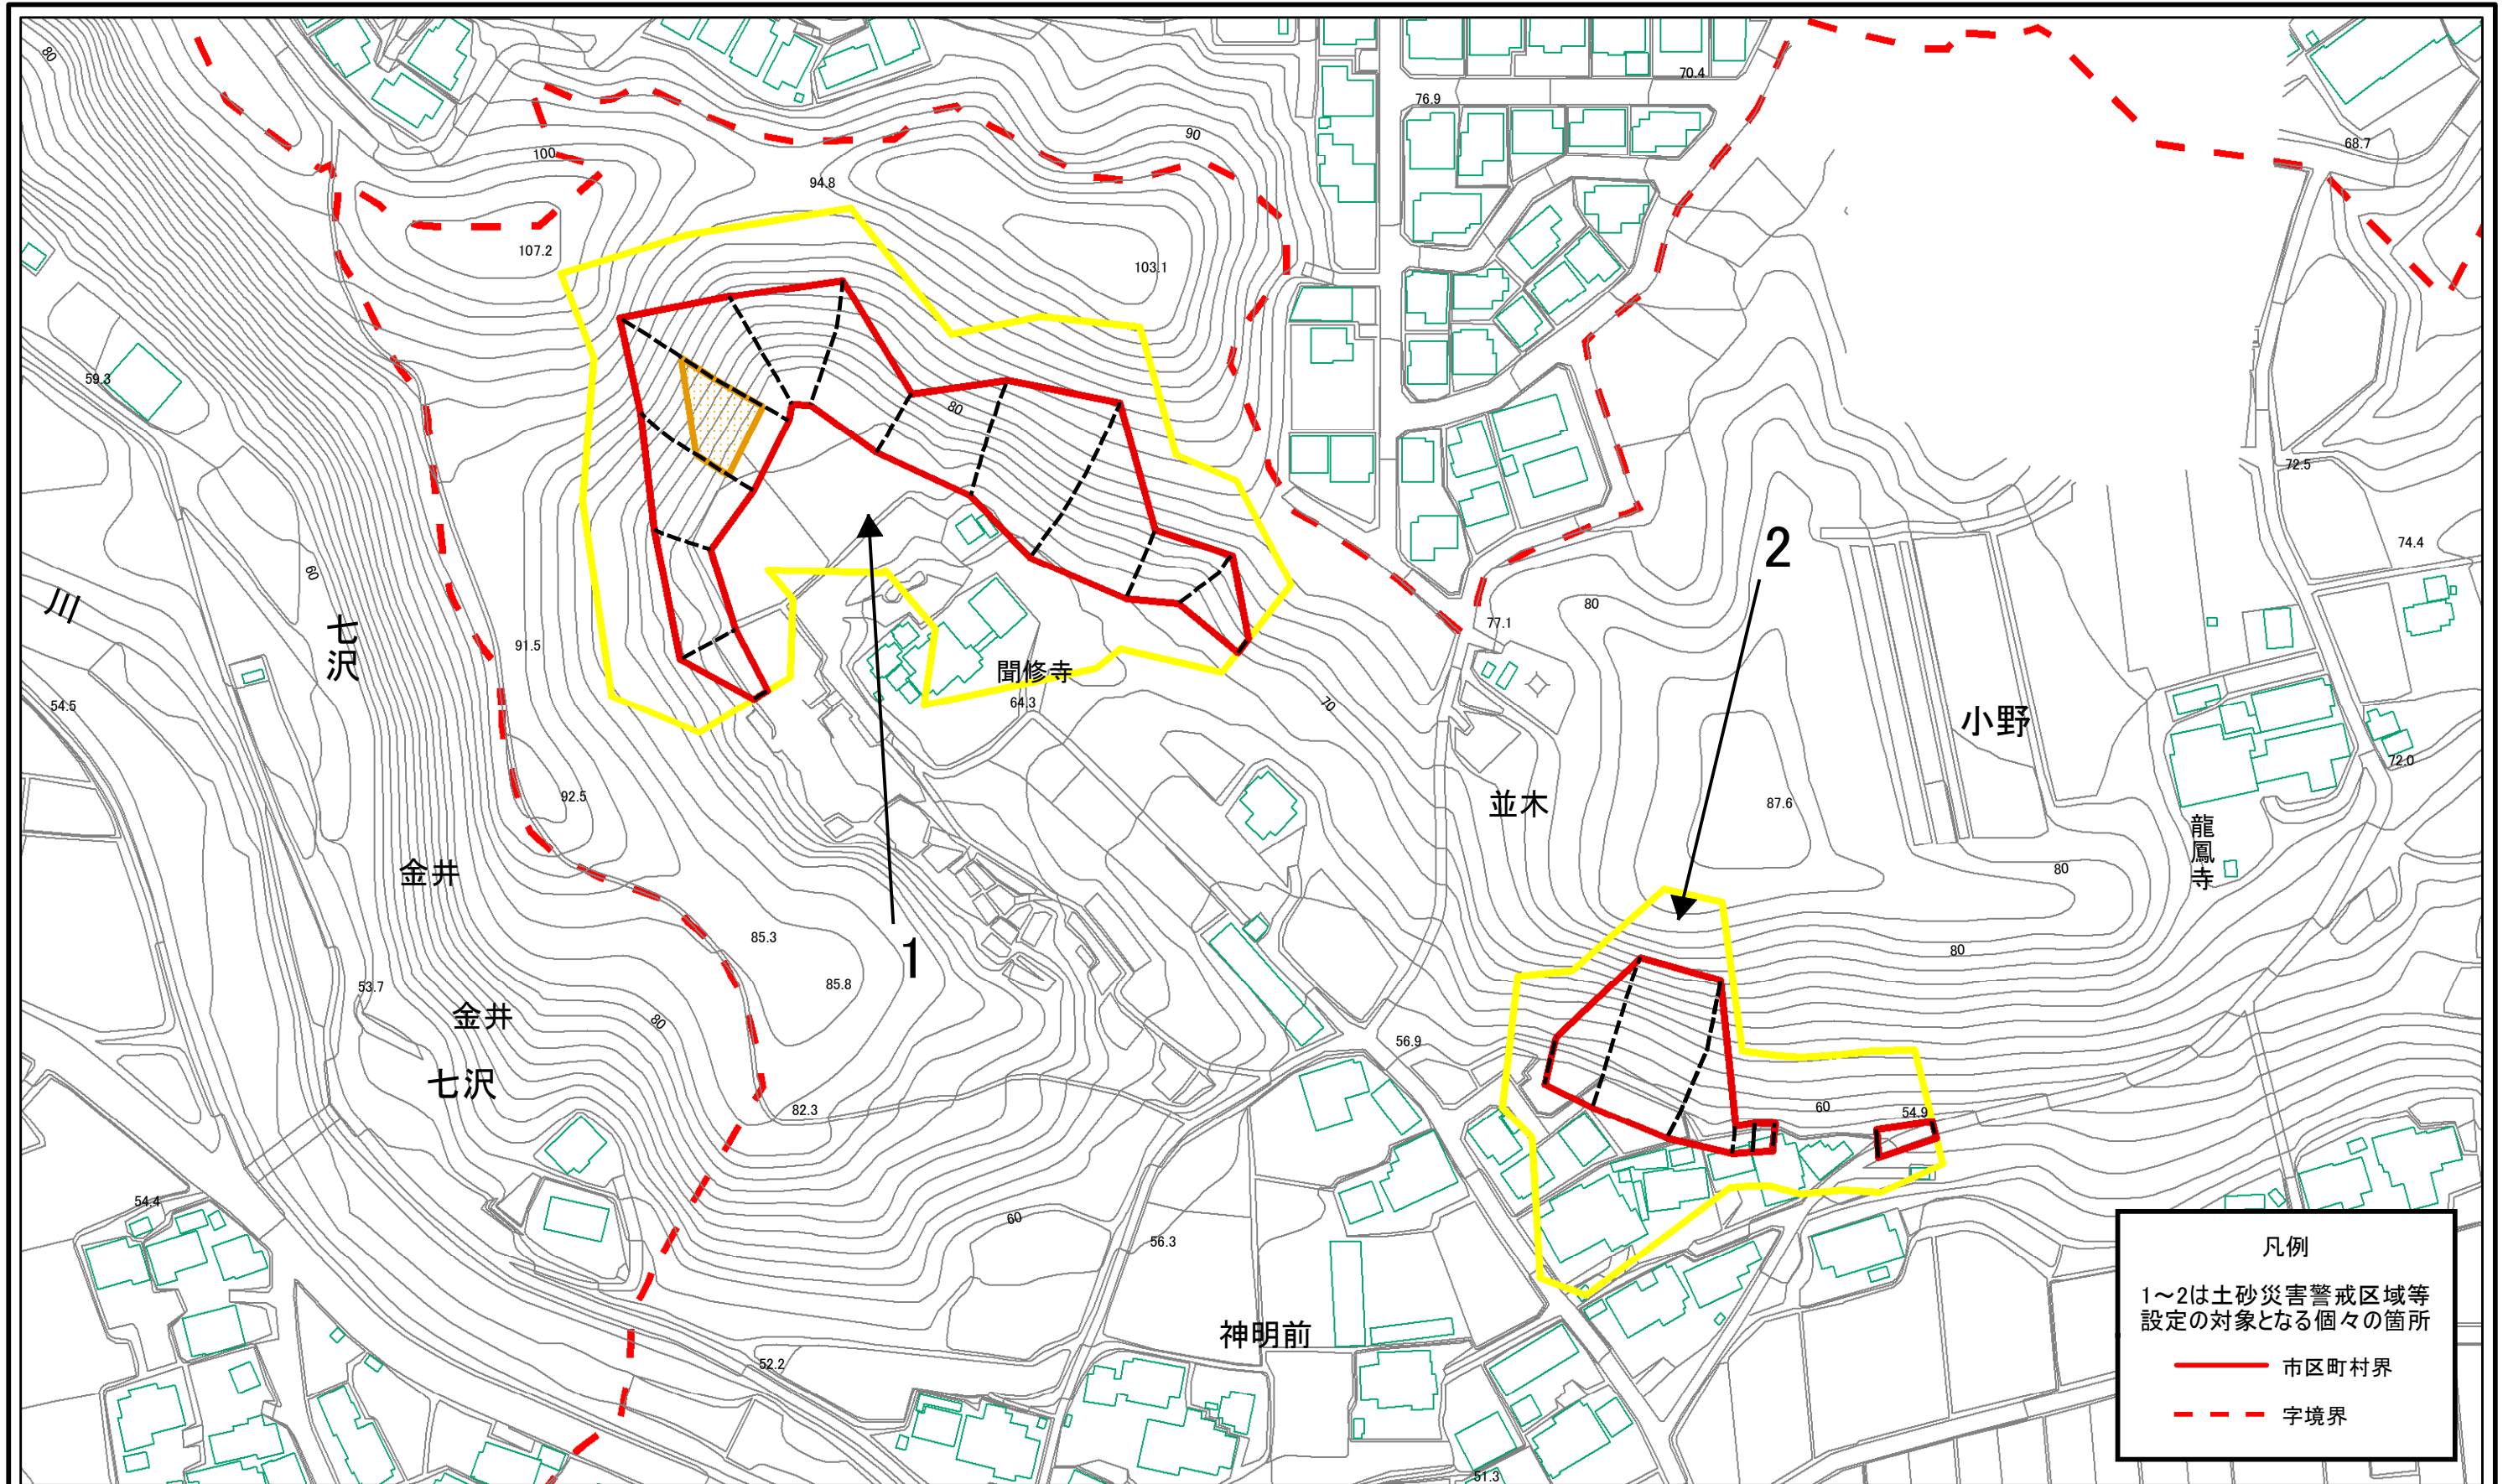 80
70.4
76.9
90
68.7
100
94.8
107.2
103.1
59.3
80
72.5
74.4
2
60
80
川
七沢
77.1
91.5
聞修寺
64.3
54.5
70
小野
72.0
92.5
並木
87.6
龍鳳寺
金井
80
85.3
1
80
85.8
53.7
金井
80
56.9
七沢
82.3
60
54.9
54.4
60
56.3
神明前
52.2
51.3
凡例
1～2は土砂災害警戒区域等
設定の対象となる個々の箇所
市区町村界
字境界